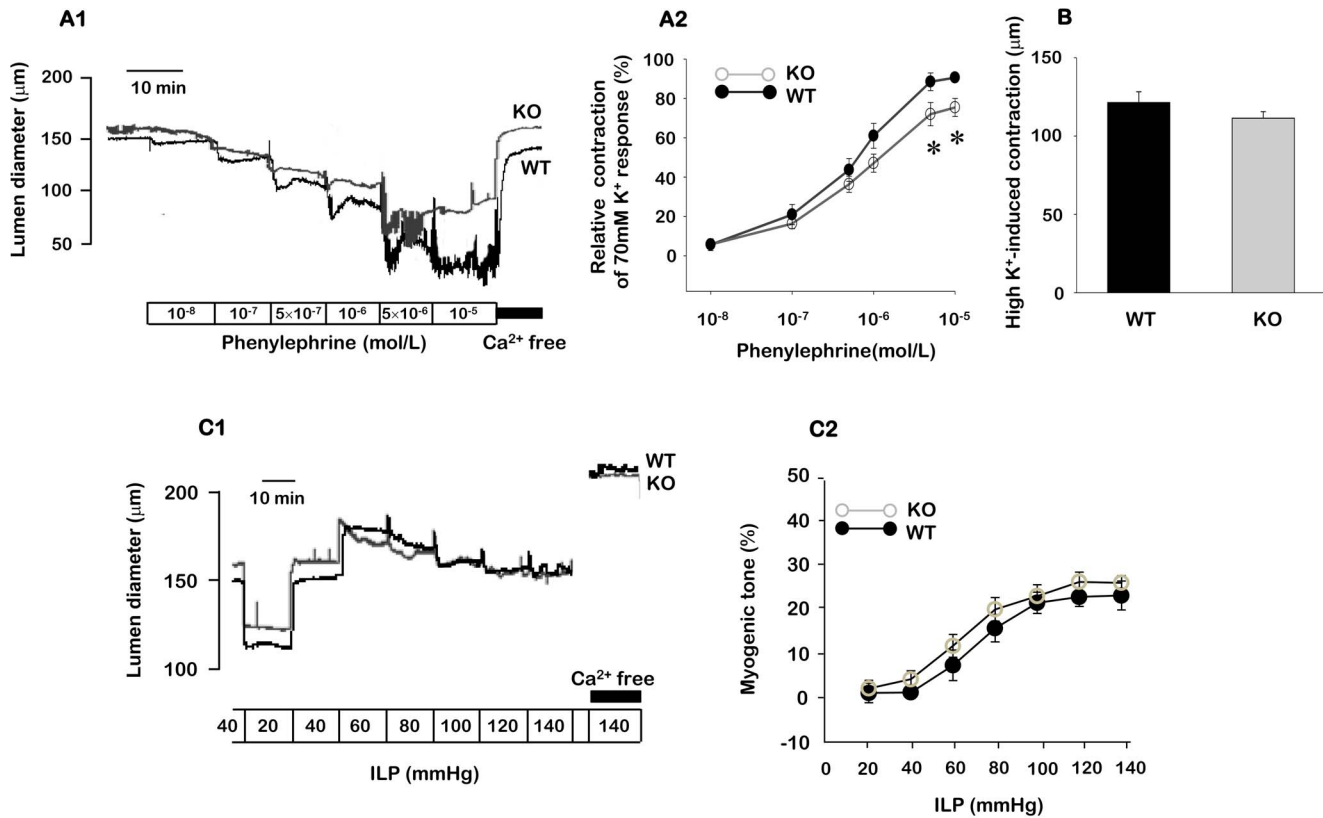 A1
Lumen diameter (μm)
200
150
100
50
10 min
KO
WT
10⁻⁸ 10⁻⁷ 5×10⁻⁷ 10⁻⁶ 5×10⁻⁶ 10⁻⁵
Phenylephrine (mol/L)
Ca²⁺ free
A2
Relative contraction
of 70mM K⁺ response (%)
100
80
60
40
20
0
KO
WT
* *
10⁻⁸ 10⁻⁷ 10⁻⁶ 10⁻⁵
Phenylephrine(mol/L)
B
High K⁺-induced contraction (μm)
150
100
50
0
WT KO
C1
Lumen diameter (μm)
200
150
100
10 min
WT
KO
Ca²⁺ free
40 20 40 60 80 100 120 140 140
ILP (mmHg)
C2
Myogenic tone (%)
50
40
30
20
10
0
-10
KO
WT
0 20 40 60 80 100 120 140
ILP (mmHg)